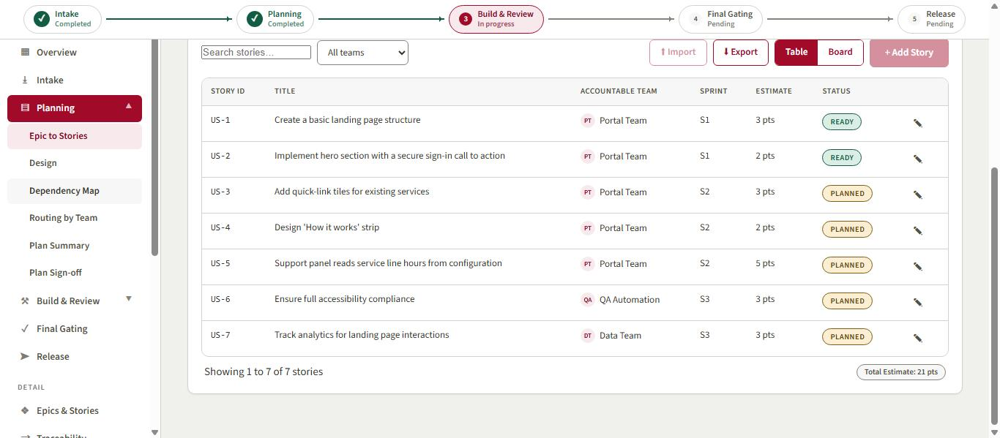 Intake
Completed
Planning
Completed
3
Build & Review
In progress
4
Final Gating
Pending
5
Release
Pending
Overview
Intake
Planning
Epic to Stories
Design
Dependency Map
Routing by Team
Plan Summary
Plan Sign-off
Build & Review
Final Gating
Release
DETAIL
Epics & Stories
Traceability
Search stories...
All teams
Import
Export
Table
Board
+ Add Story
STORY ID TITLE ACCOUNTABLE TEAM SPRINT ESTIMATE STATUS
US-1 Create a basic landing page structure PT Portal Team S1 3 pts READY
US-2 Implement hero section with a secure sign-in call to action PT Portal Team S1 2 pts READY
US-3 Add quick-link tiles for existing services PT Portal Team S2 3 pts PLANNED
US-4 Design 'How it works' strip PT Portal Team S2 2 pts PLANNED
US-5 Support panel reads service line hours from configuration PT Portal Team S2 5 pts PLANNED
US-6 Ensure full accessibility compliance QA QA Automation S3 3 pts PLANNED
US-7 Track analytics for landing page interactions DT Data Team S3 3 pts PLANNED
Showing 1 to 7 of 7 stories
Total Estimate: 21 pts